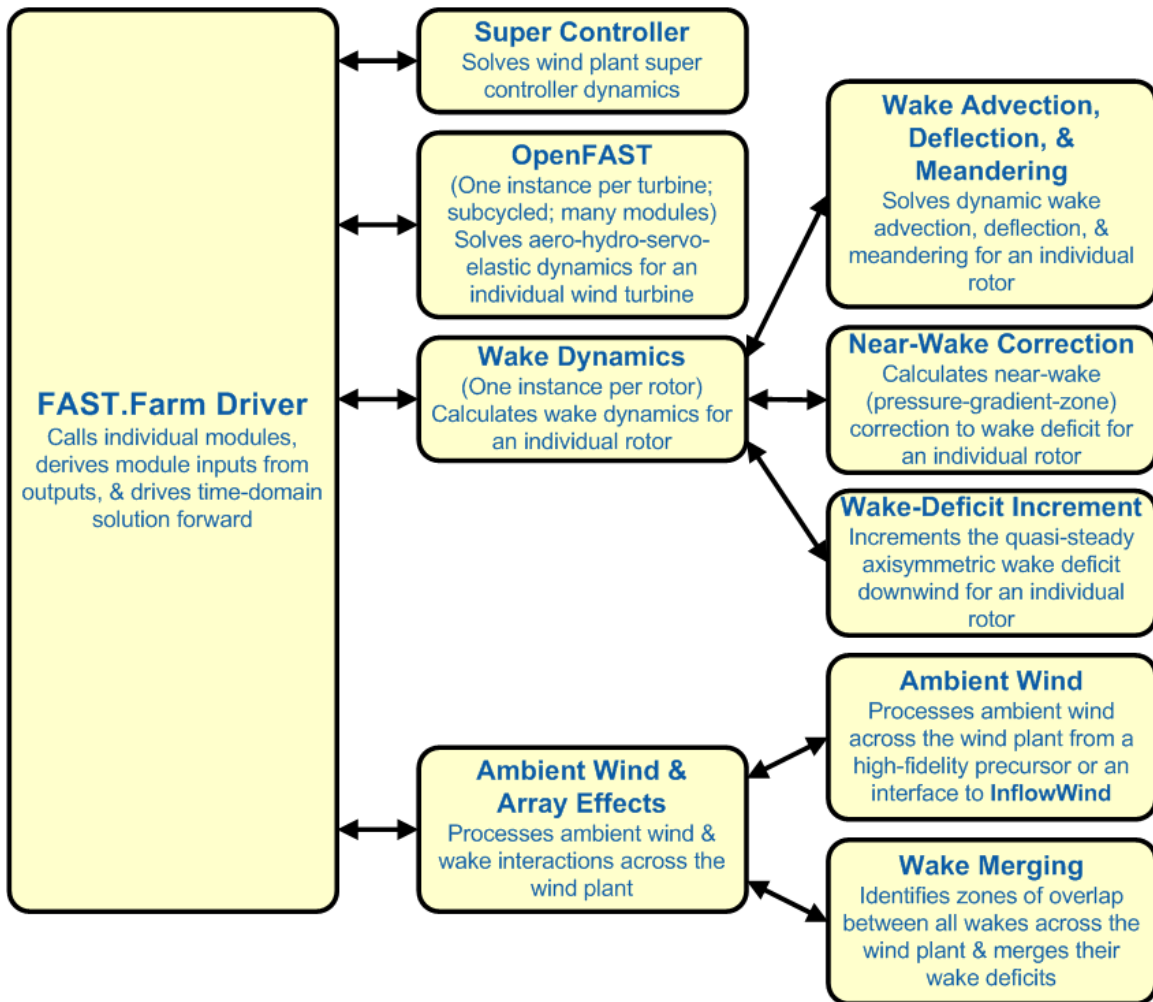 FAST.Farm Driver
Calls individual modules,
derives module inputs from
outputs, & drives time-domain
solution forward
Super Controller
Solves wind plant super
controller dynamics
OpenFAST
(One instance per turbine;
subcycled; many modules)
Solves aero-hydro-servo-
elastic dynamics for an
individual wind turbine
Wake Dynamics
(One instance per rotor)
Calculates wake dynamics for
an individual rotor
Ambient Wind &
Array Effects
Processes ambient wind &
wake interactions across the
wind plant
Wake Advection,
Deflection, &
Meandering
Solves dynamic wake
advection, deflection, &
meandering for an individual
rotor
Near-Wake Correction
Calculates near-wake
(pressure-gradient-zone)
correction to wake deficit for
an individual rotor
Wake-Deficit Increment
Increments the quasi-steady
axisymmetric wake deficit
downwind for an individual
rotor
Ambient Wind
Processes ambient wind
across the wind plant from a
high-fidelity precursor or an
interface to InflowWind
Wake Merging
Identifies zones of overlap
between all wakes across the
wind plant & merges their
wake deficits